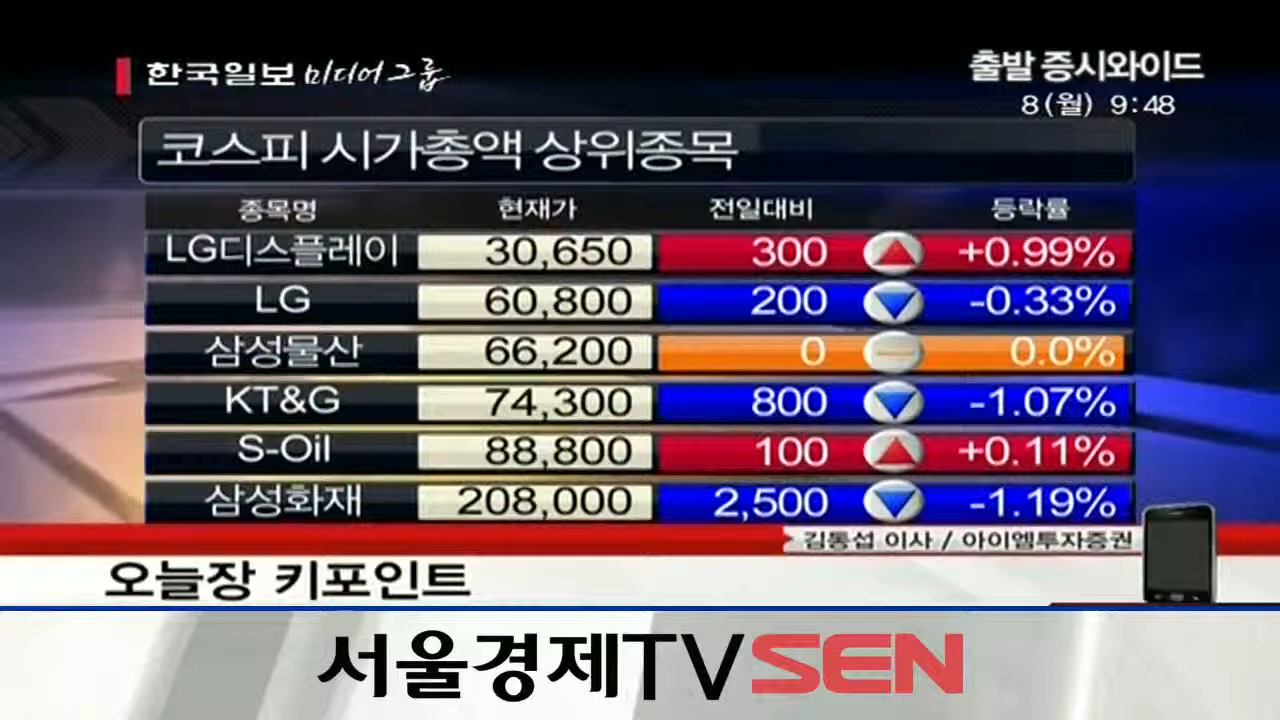 한국일보 미디어그룹
출발 증시와이드
8(월) 9:48
코스피 시가총액 상위종목
종목명 현재가 전일대비 등락률
LG디스플레이 30,650 300 +0.99%
LG 60,800 200 -0.33%
삼성물산 66,200 0 0.0%
KT&G 74,300 800 -1.07%
S-Oil 88,800 100 +0.11%
삼성화재 208,000 2,500 -1.19%
김동섭 이사 / 아이엠투자증권
오늘장 키포인트
서울경제TV SEN